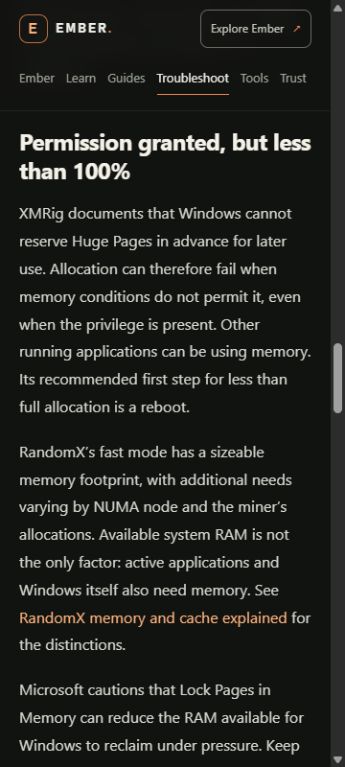 E EMBER.
Explore Ember ↗
Ember Learn Guides Troubleshoot Tools Trust
Permission granted, but less
than 100%
XMRig documents that Windows cannot
reserve Huge Pages in advance for later
use. Allocation can therefore fail when
memory conditions do not permit it, even
when the privilege is present. Other
running applications can be using memory.
Its recommended first step for less than
full allocation is a reboot.
RandomX’s fast mode has a sizeable
memory footprint, with additional needs
varying by NUMA node and the miner’s
allocations. Available system RAM is not
the only factor: active applications and
Windows itself also need memory. See
RandomX memory and cache explained for
the distinctions.
Microsoft cautions that Lock Pages in
Memory can reduce the RAM available for
Windows to reclaim under pressure. Keep